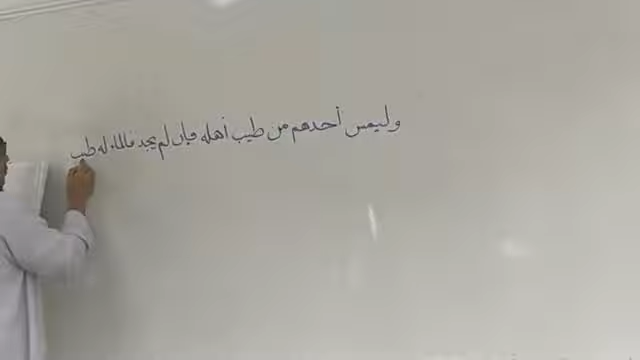 وليمس أحدهم من طيب أهله فإن لم يجد فالماء له طيب